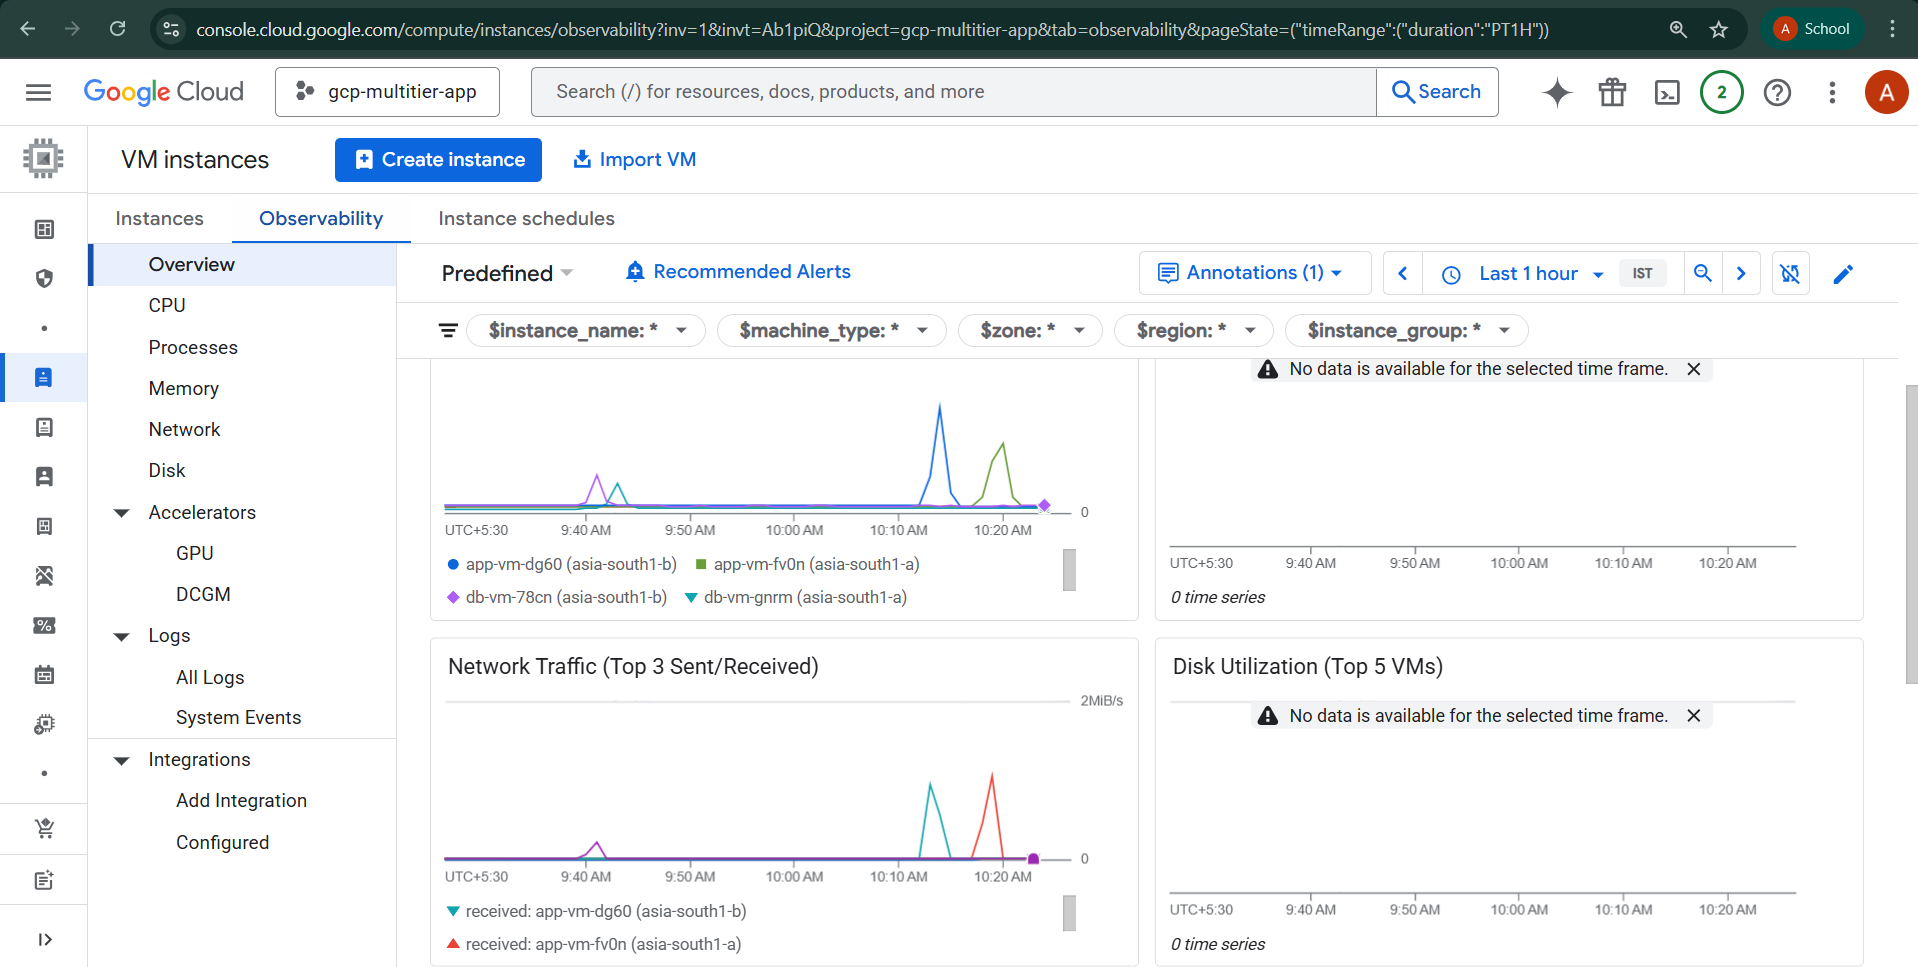 console.cloud.google.com/compute/instances/observability?inv=1&invt=Ab1piQ&project=gcp-multitier-app&tab=observability&pageState=("timeRange":("duration":"PT1H"))
A School
Google Cloud
gcp-multitier-app
Search (/) for resources, docs, products, and more
Search
2
A
VM instances
Create instance
Import VM
Instances
Observability
Instance schedules
Overview
CPU
Processes
Memory
Network
Disk
Accelerators
GPU
DCGM
Logs
All Logs
System Events
Integrations
Add Integration
Configured
Predefined
Recommended Alerts
Annotations (1)
Last 1 hour
IST
$instance_name: *
$machine_type: *
$zone: *
$region: *
$instance_group: *
0
UTC+5:30 9:40 AM 9:50 AM 10:00 AM 10:10 AM 10:20 AM
app-vm-dg60 (asia-south1-b) app-vm-fv0n (asia-south1-a)
db-vm-78cn (asia-south1-b) db-vm-gnrm (asia-south1-a)
No data is available for the selected time frame.
UTC+5:30 9:40 AM 9:50 AM 10:00 AM 10:10 AM 10:20 AM
0 time series
Network Traffic (Top 3 Sent/Received)
2MiB/s
0
UTC+5:30 9:40 AM 9:50 AM 10:00 AM 10:10 AM 10:20 AM
received: app-vm-dg60 (asia-south1-b)
received: app-vm-fv0n (asia-south1-a)
Disk Utilization (Top 5 VMs)
No data is available for the selected time frame.
UTC+5:30 9:40 AM 9:50 AM 10:00 AM 10:10 AM 10:20 AM
0 time series